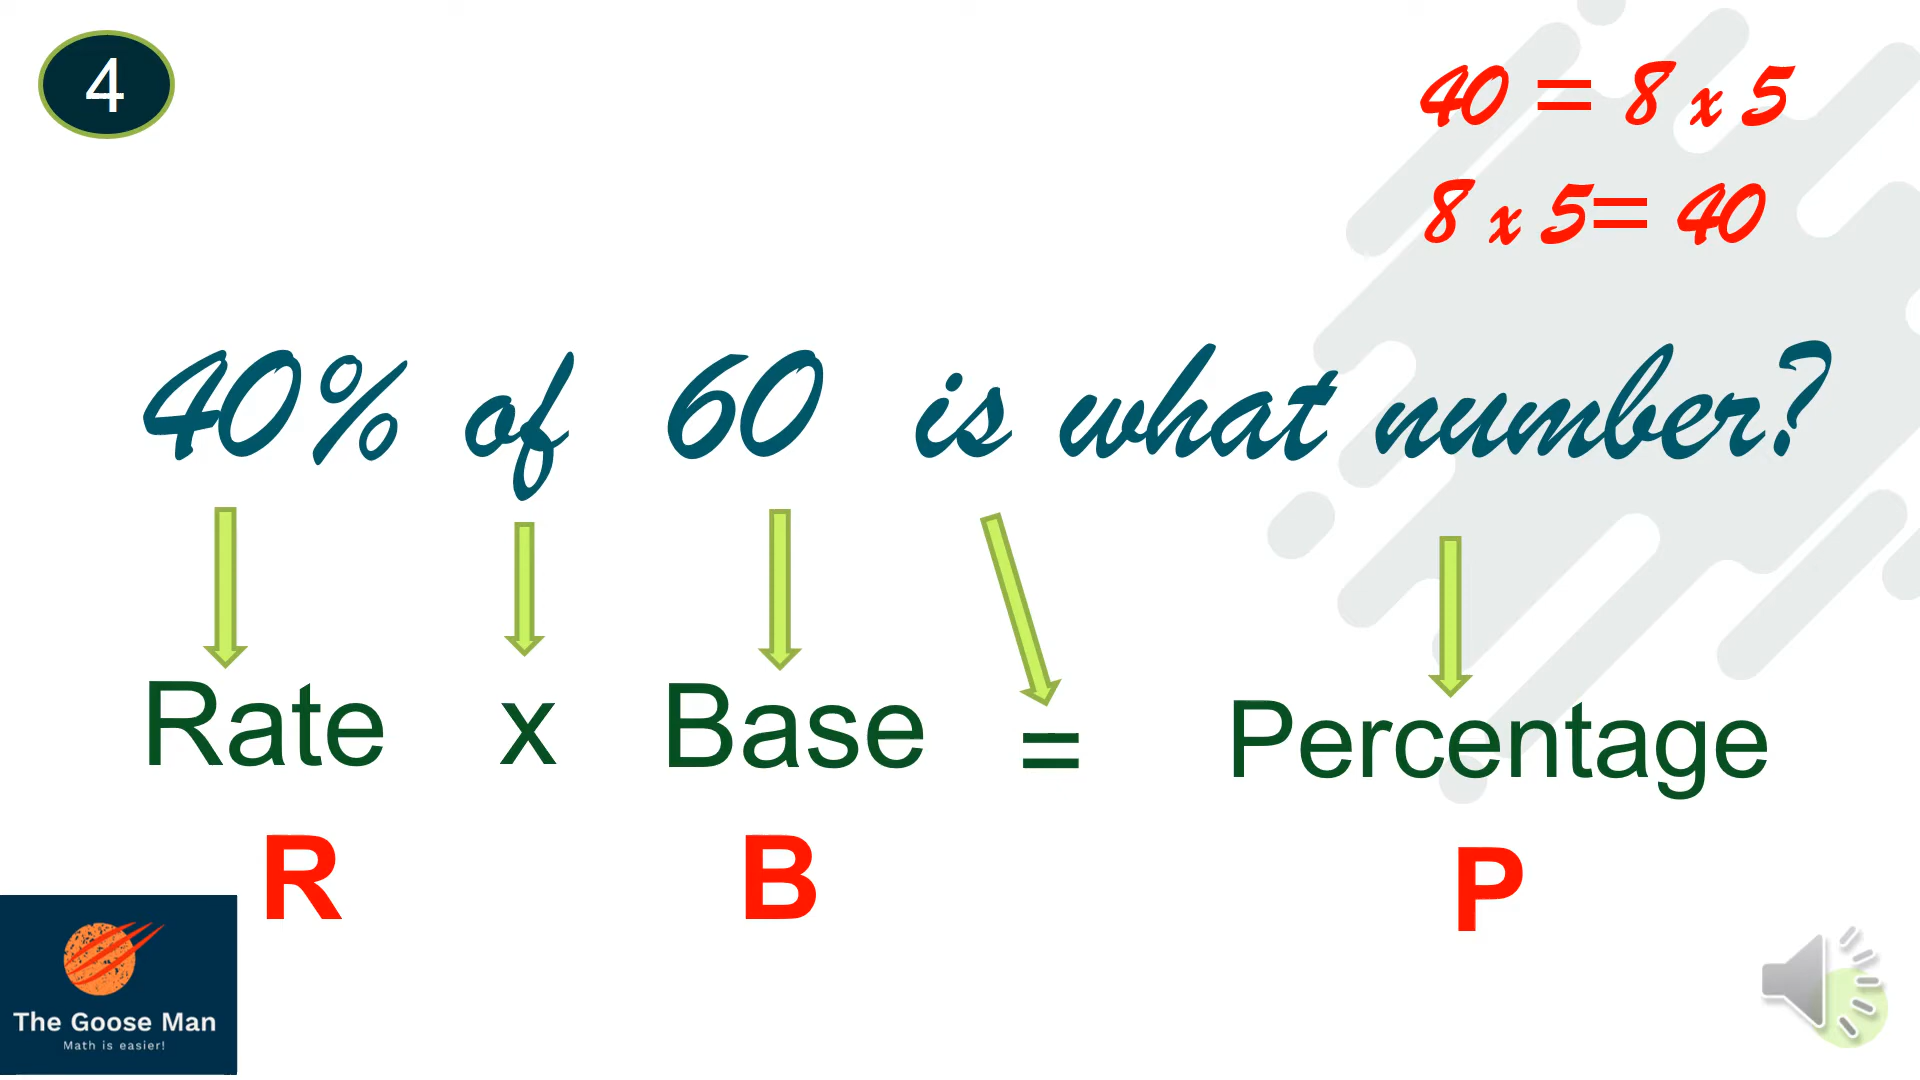 4
40 = 8 x 5
8 x 5= 40
40% of 60 is what number?
Rate x Base = Percentage
R B P
The Goose Man
Math is easier!